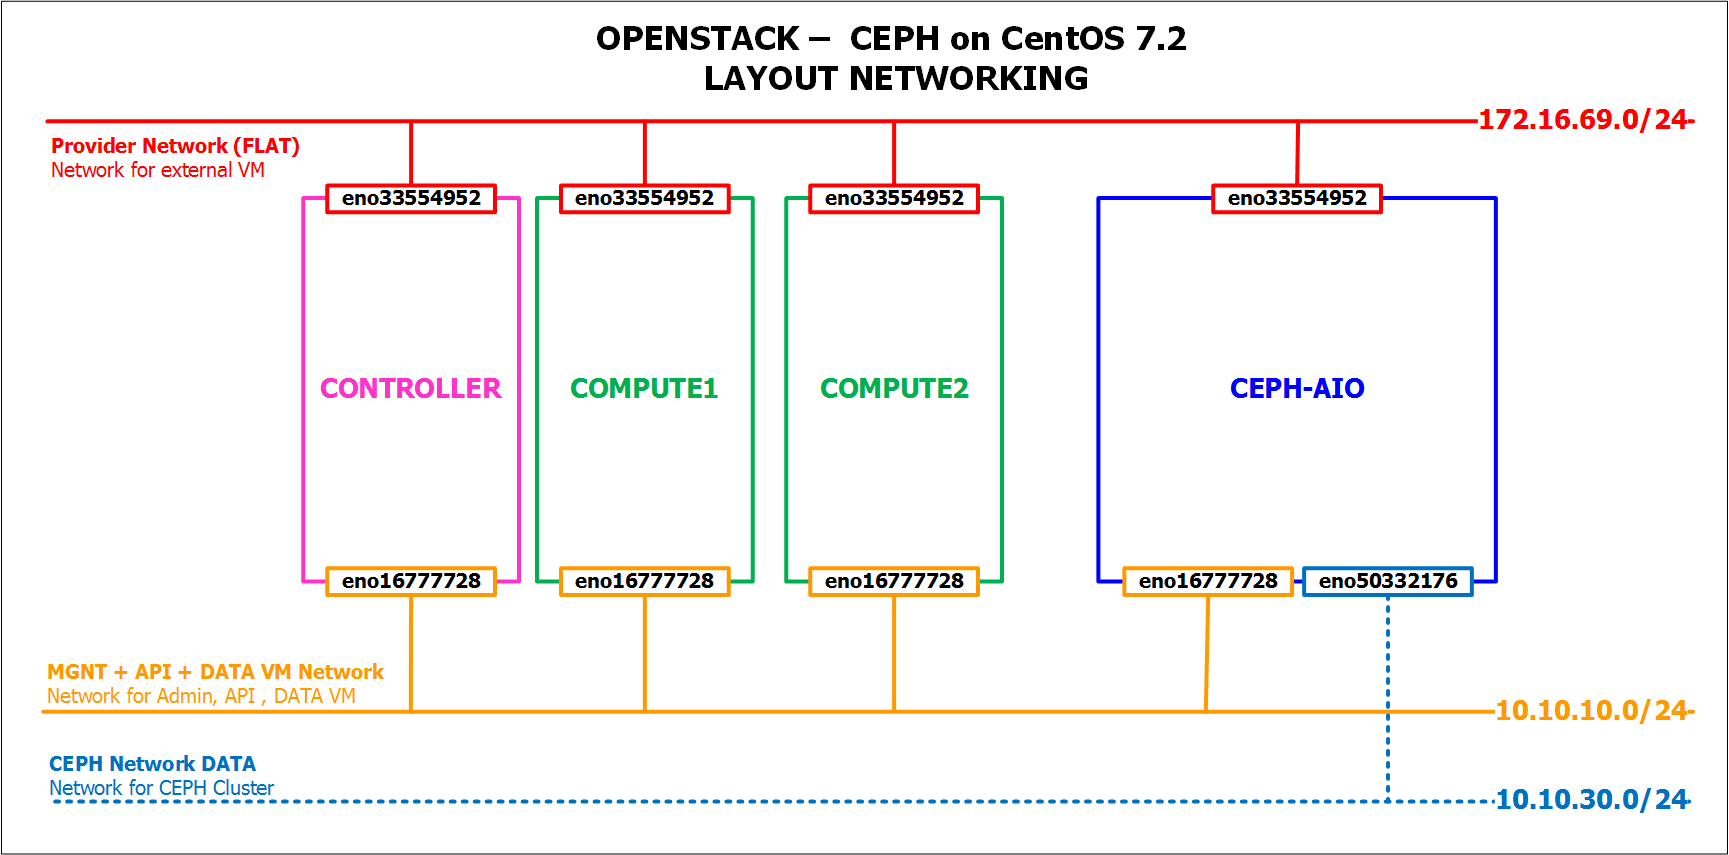 OPENSTACK – CEPH on CentOS 7.2
LAYOUT NETWORKING
172.16.69.0/24
Provider Network (FLAT)
Network for external VM
eno33554952
eno33554952
eno33554952
eno33554952
CONTROLLER
COMPUTE1
COMPUTE2
CEPH-AIO
eno16777728
eno16777728
eno16777728
eno16777728
eno50332176
MGNT + API + DATA VM Network
Network for Admin, API , DATA VM
10.10.10.0/24
CEPH Network DATA
Network for CEPH Cluster
10.10.30.0/24